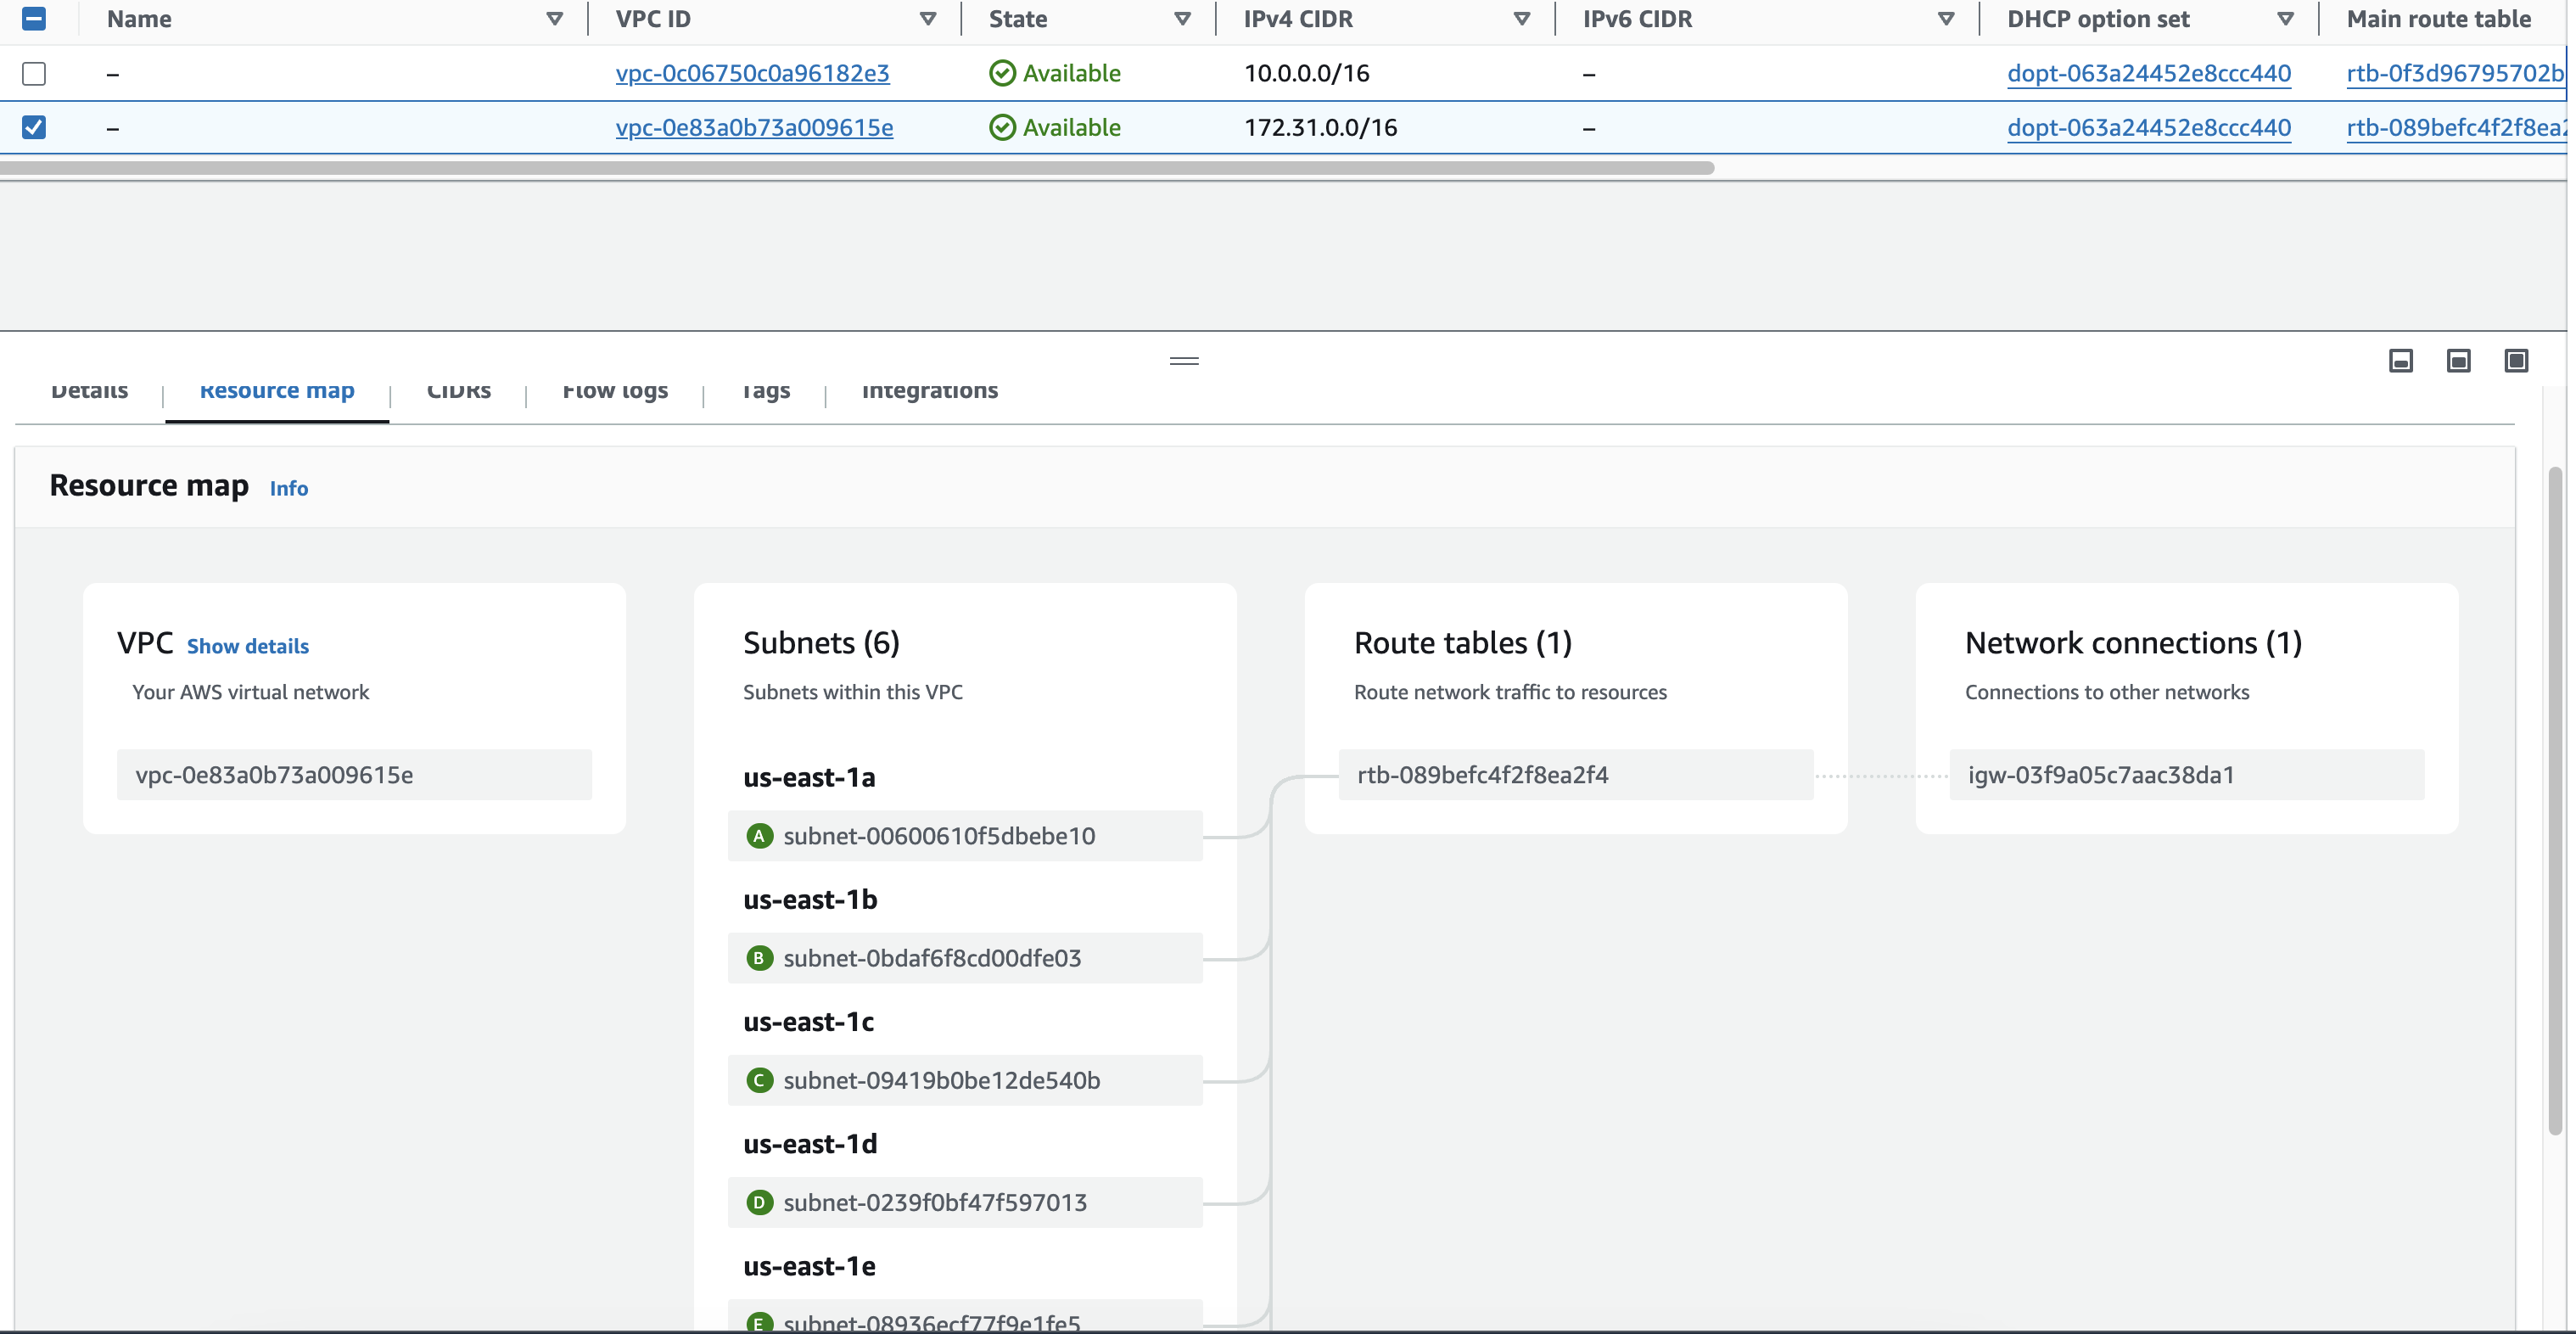 Name VPC ID State IPv4 CIDR IPv6 CIDR DHCP option set Main route table
– vpc-0c06750c0a96182e3 Available 10.0.0.0/16 – dopt-063a24452e8ccc440 rtb-0f3d96795702b
– vpc-0e83a0b73a009615e Available 172.31.0.0/16 – dopt-063a24452e8ccc440 rtb-089befc4f2f8ea2
Details Resource map CIDRs Flow logs Tags Integrations
Resource map Info
VPC Show details
Your AWS virtual network
vpc-0e83a0b73a009615e
Subnets (6)
Subnets within this VPC
us-east-1a
A subnet-00600610f5dbebe10
us-east-1b
B subnet-0bdaf6f8cd00dfe03
us-east-1c
C subnet-09419b0be12de540b
us-east-1d
D subnet-0239f0bf47f597013
us-east-1e
E subnet-08936ecf77f9e1fe5
Route tables (1)
Route network traffic to resources
rtb-089befc4f2f8ea2f4
Network connections (1)
Connections to other networks
igw-03f9a05c7aac38da1